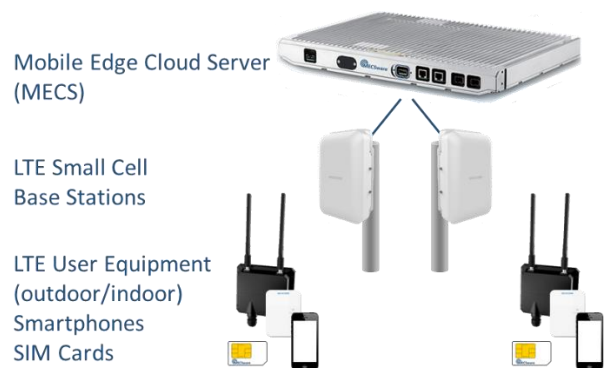 Mobile Edge Cloud Server
(MECS)
LTE Small Cell
Base Stations
LTE User Equipment
(outdoor/indoor)
Smartphones
SIM Cards